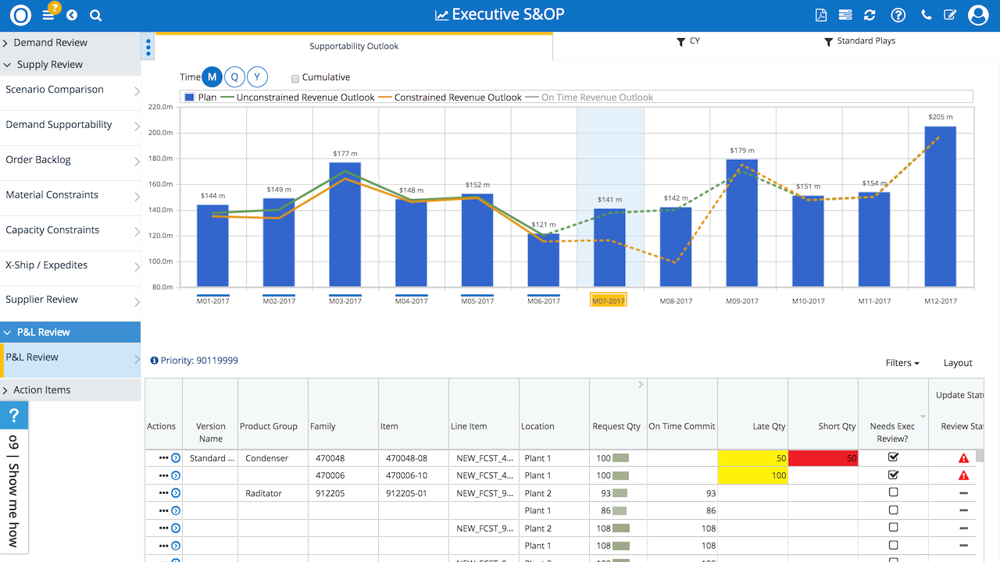 ?
Executive S&OP
?
Demand Review
Supply Review
Scenario Comparison
Demand Supportability
Order Backlog
Material Constraints
Capacity Constraints
X-Ship / Expedites
Supplier Review
P&L Review
P&L Review
Action Items
?
o9 | Show me how
Supportability Outlook
CY
Standard Plays
Time M Q Y Cumulative
Plan Unconstrained Revenue Outlook Constrained Revenue Outlook On Time Revenue Outlook
220.0m
200.0m
180.0m
160.0m
140.0m
120.0m
100.0m
80.0m
$144 m
$149 m
$177 m
$148 m
$152 m
$121 m
$141 m
$142 m
$179 m
$151 m
$154 m
$205 m
M01-2017 M02-2017 M03-2017 M04-2017 M05-2017 M06-2017 M07-2017 M08-2017 M09-2017 M10-2017 M11-2017 M12-2017
Priority: 90119999
Filters
Layout
Update Statu
Actions Version Name Product Group Family Item Line Item Location Request Qty On Time Commit Late Qty Short Qty Needs Exec Review? Review Stat
Standard ... Condenser 470048 470048-08 NEW_FCST_4... Plant 1 100 50 50
470006 470006-10 NEW_FCST_4... Plant 1 100 100
Raditator 912205 912205-01 NEW_FCST_9... Plant 2 93 93
Plant 1 86 86
NEW_FCST_9... Plant 2 108 108
Plant 1 108 108